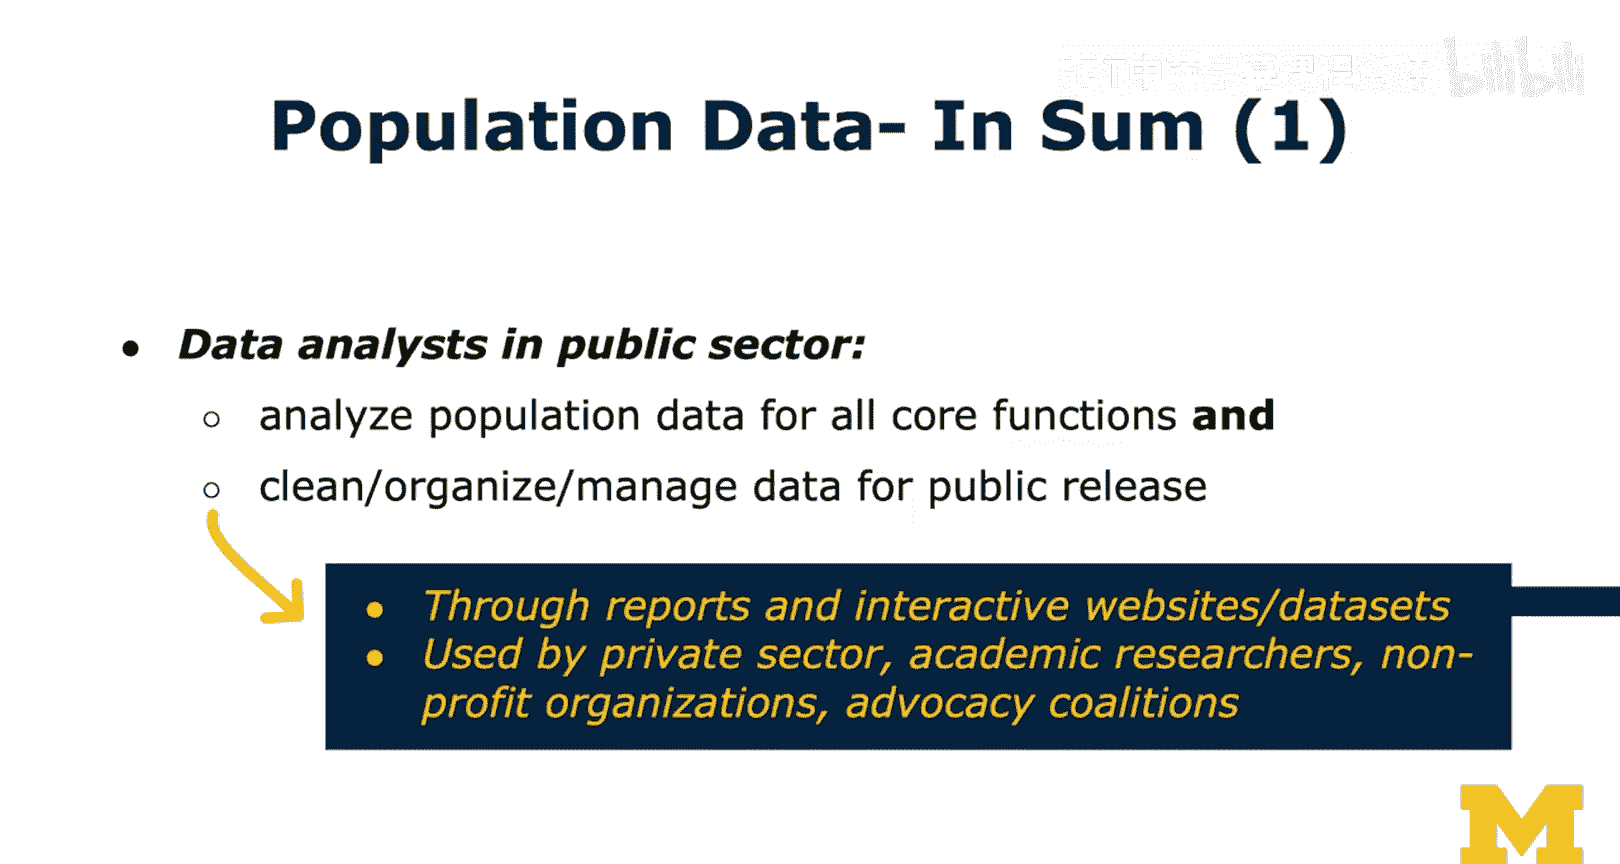 bilibili
Population Data- In Sum (1)
● Data analysts in public sector:
○ analyze population data for all core functions and
○ clean/organize/manage data for public release
● Through reports and interactive websites/datasets
● Used by private sector, academic researchers, non-
profit organizations, advocacy coalitions
M